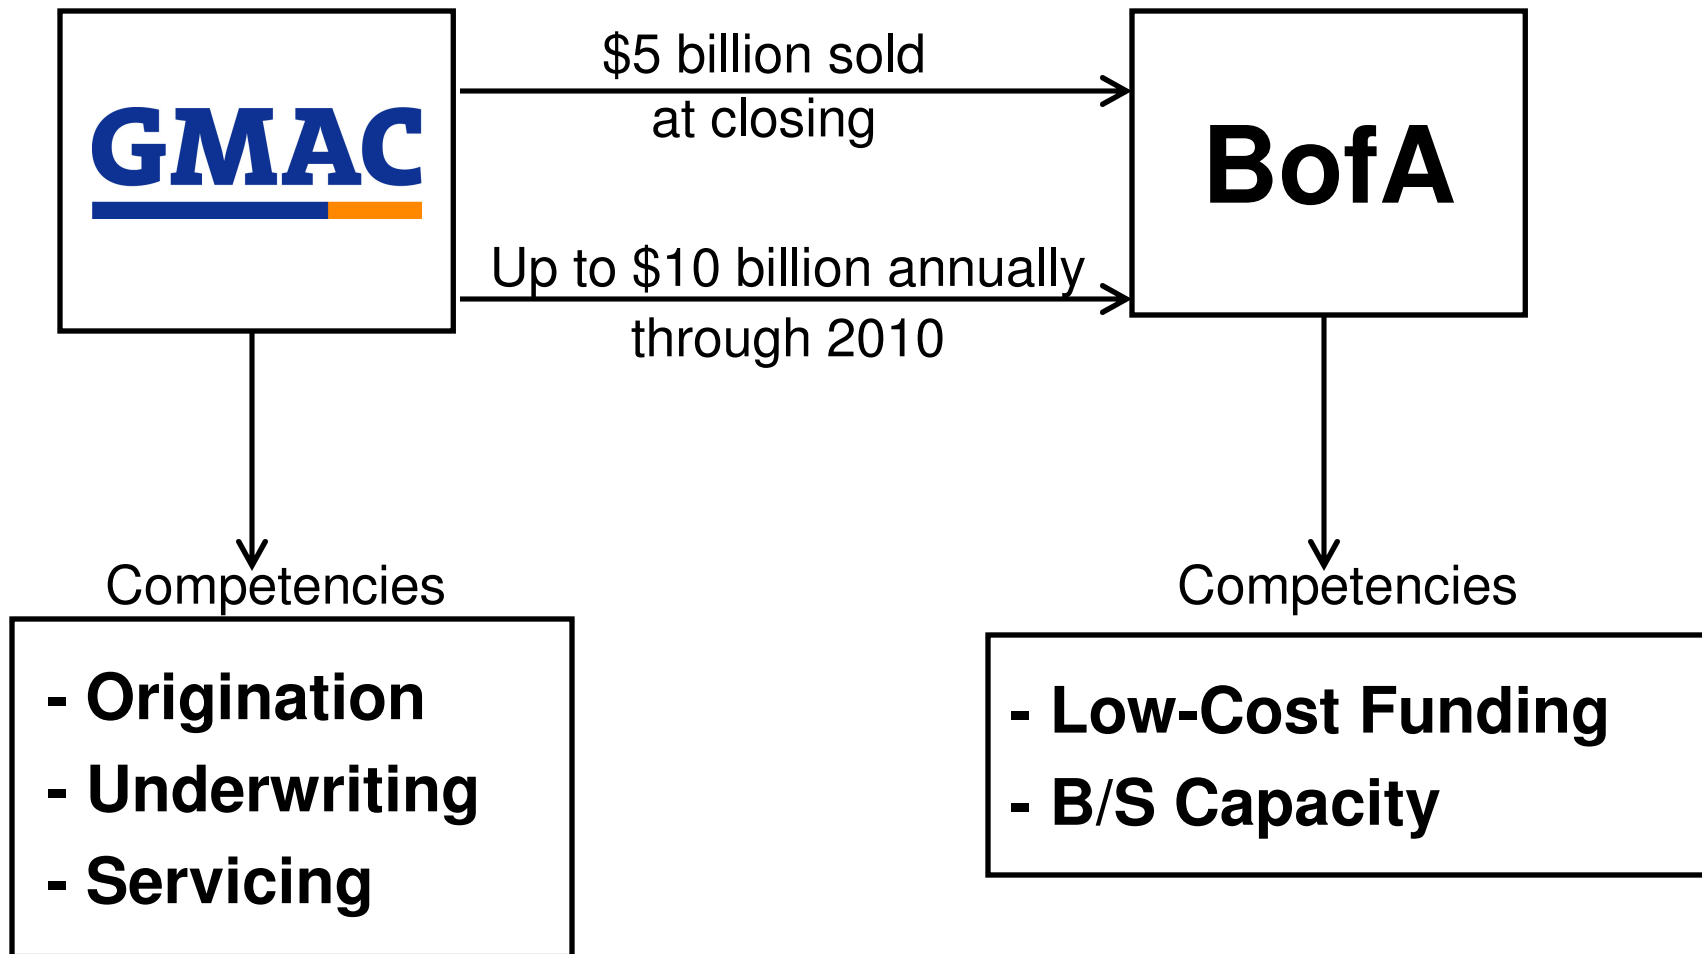 GMAC
$5 billion sold
at closing
BofA
Up to $10 billion annually
through 2010
Competencies
- Origination
- Underwriting
- Servicing
Competencies
- Low-Cost Funding
- B/S Capacity